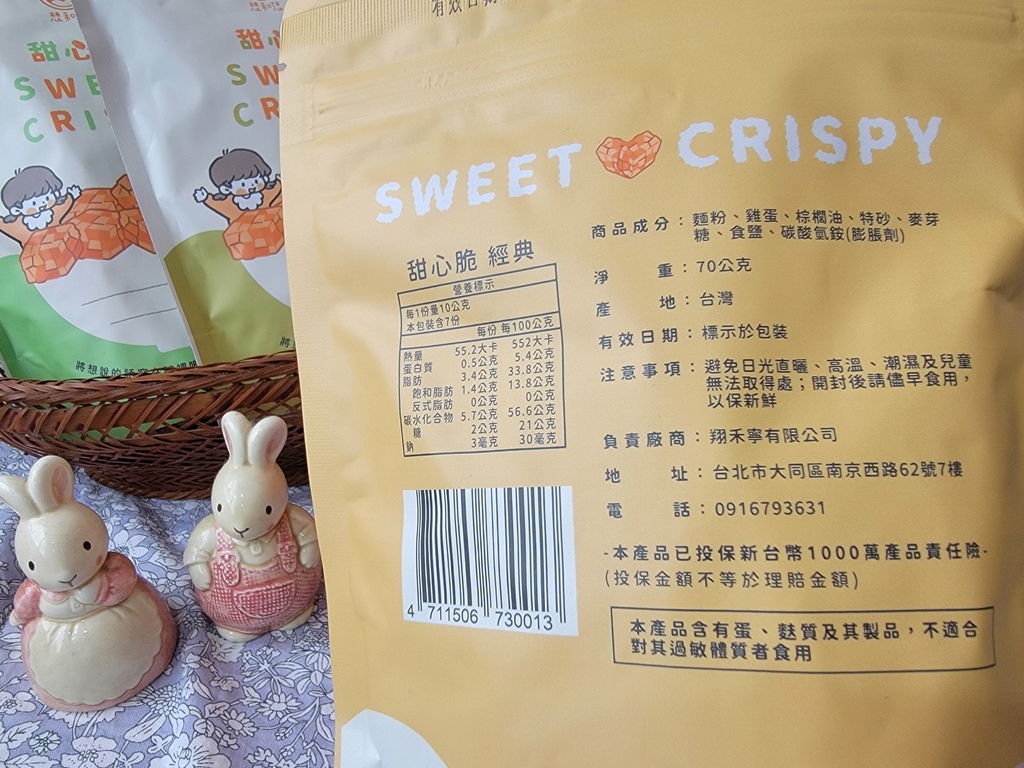 有效日期
甜心
SWE
CRI
甜
SW
CR
將想說的
SWEET CRISPY
甜心脆 經典
營養標示
每1份量10公克
本包裝含7份
每份 每100公克
熱量 55.2大卡 552大卡
蛋白質 0.5公克 5.4公克
脂肪 3.4公克 33.8公克
飽和脂肪 1.4公克 13.8公克
反式脂肪 0公克 0公克
碳水化合物 5.7公克 56.6公克
糖 2公克 21公克
鈉 3毫克 30毫克
4 711506 730013
商品成分：麵粉、雞蛋、棕櫚油、特砂、麥芽
糖、食鹽、碳酸氫銨(膨脹劑)
淨 重：70公克
產 地：台灣
有效日期：標示於包裝
注意事項：避免日光直曬、高溫、潮濕及兒童
無法取得處；開封後請儘早食用，
以保新鮮
負責廠商：翔禾寧有限公司
地 址：台北市大同區南京西路62號7樓
電 話：0916793631
-本產品已投保新台幣1000萬產品責任險-
(投保金額不等於理賠金額)
本產品含有蛋、麩質及其製品，不適合
對其過敏體質者食用